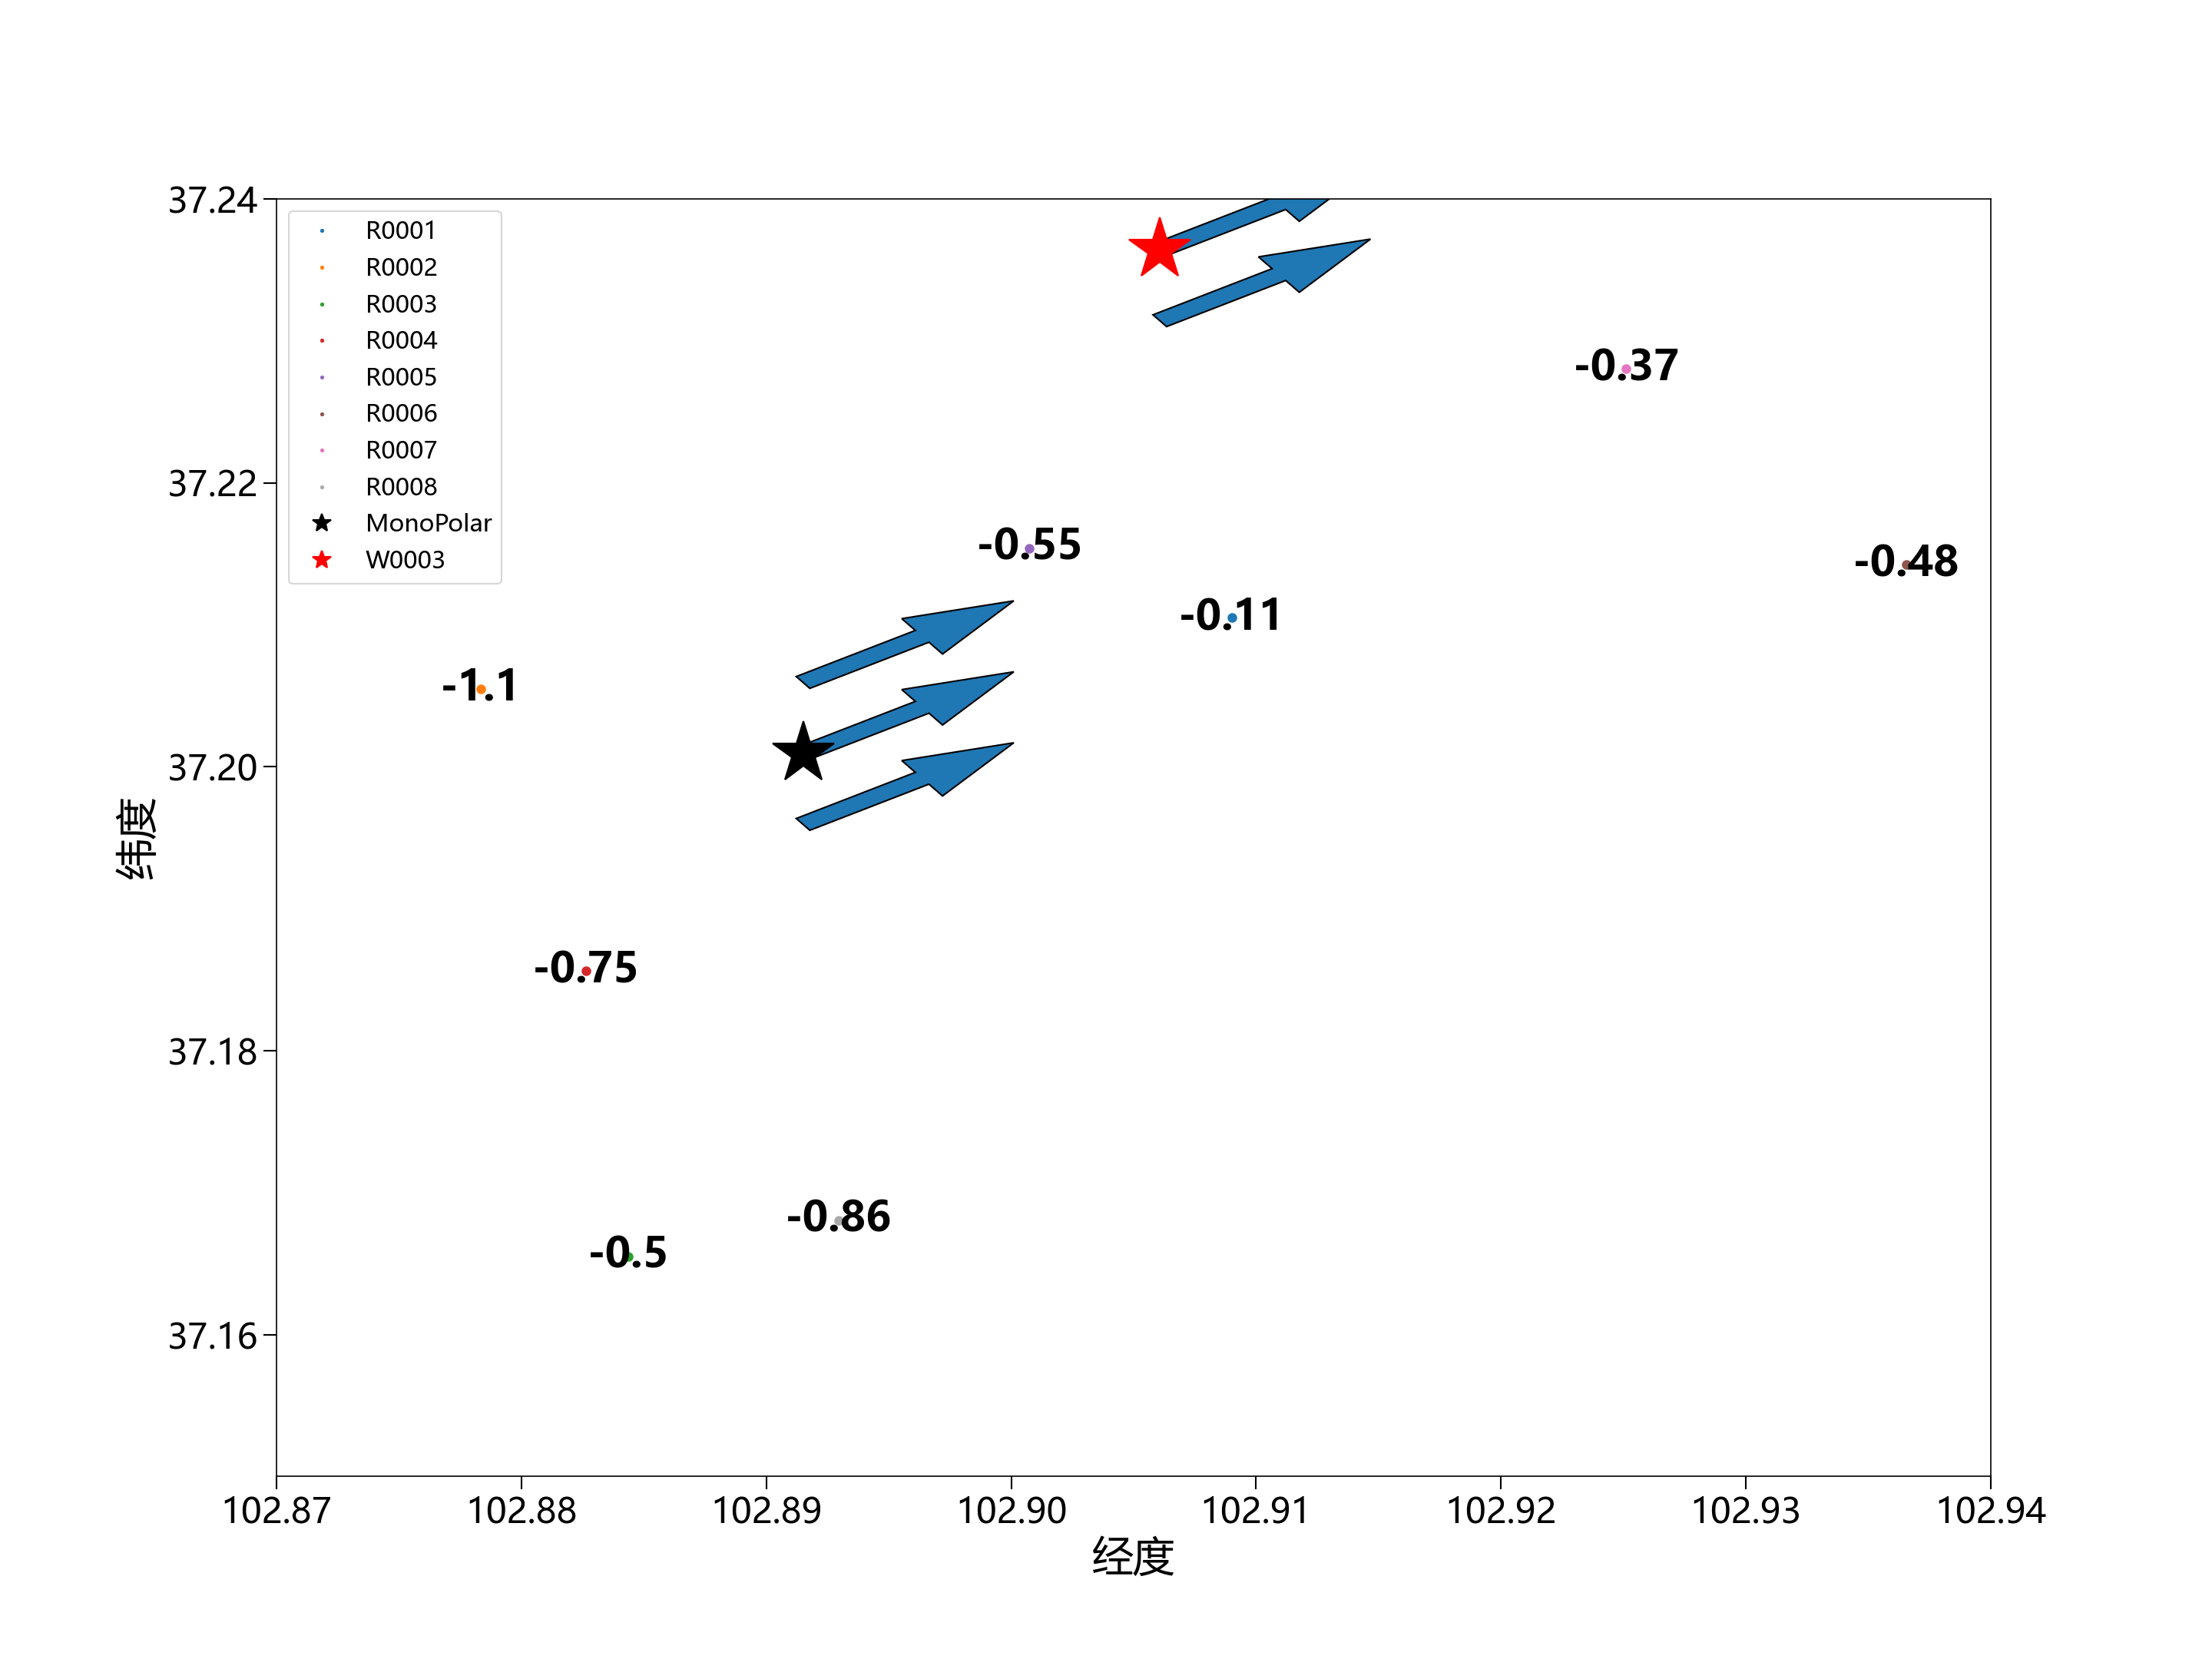 37.24
37.22
37.20
37.18
37.16
纬度
R0001
R0002
R0003
R0004
R0005
R0006
R0007
R0008
MonoPolar
W0003
-0.37
-0.55
-0.48
-0.11
-1.1
-0.75
-0.86
-0.5
102.87 102.88 102.89 102.90 102.91 102.92 102.93 102.94
经度